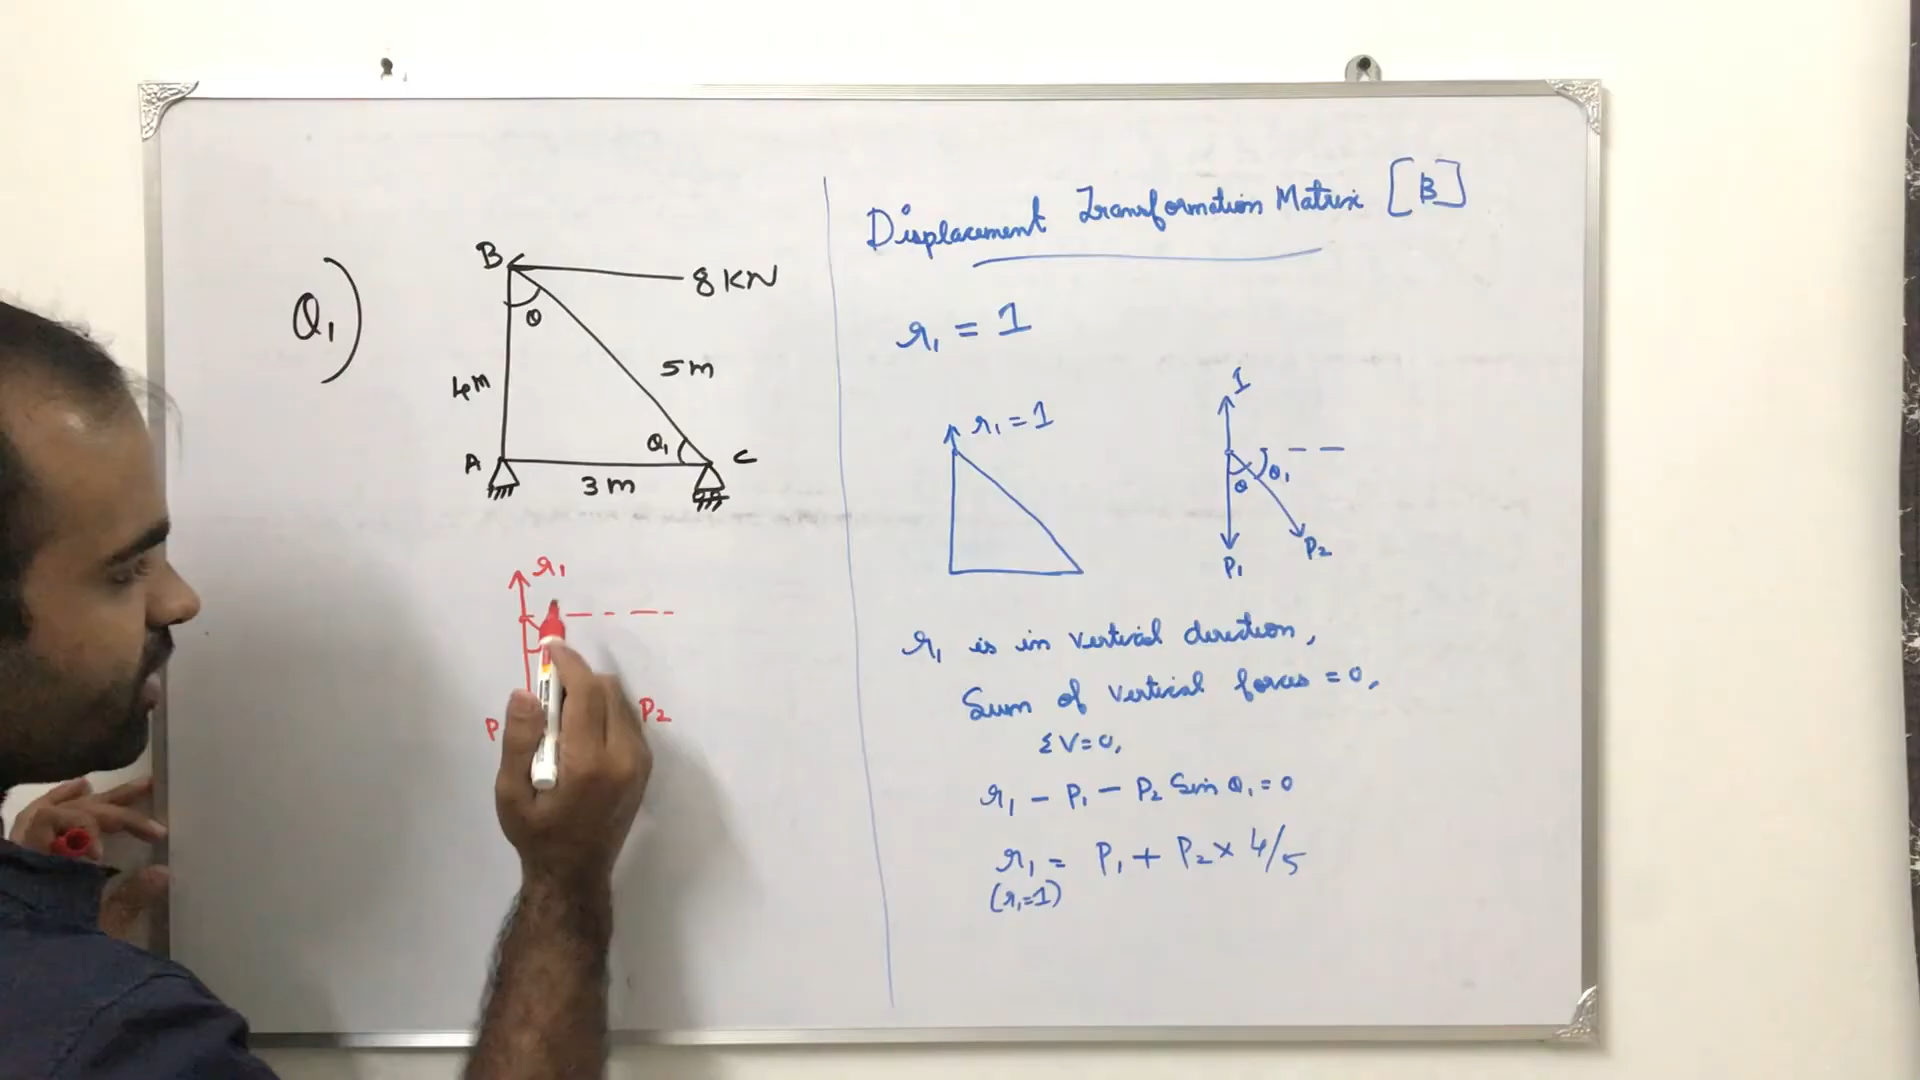 Q1)
B
8 KN
θ
4m
5m
θ1
A
C
3m
r1
P
P2
Displacement Transformation Matrix [B]
r1 = 1
r1 = 1
1
θ
θ1
P1
P2
r1 is in vertical direction,
Sum of vertical forces = 0,
ΣV=0,
r1 - P1 - P2 Sin θ1 = 0
r1 = P1 + P2 × 4/5
(r1=1)